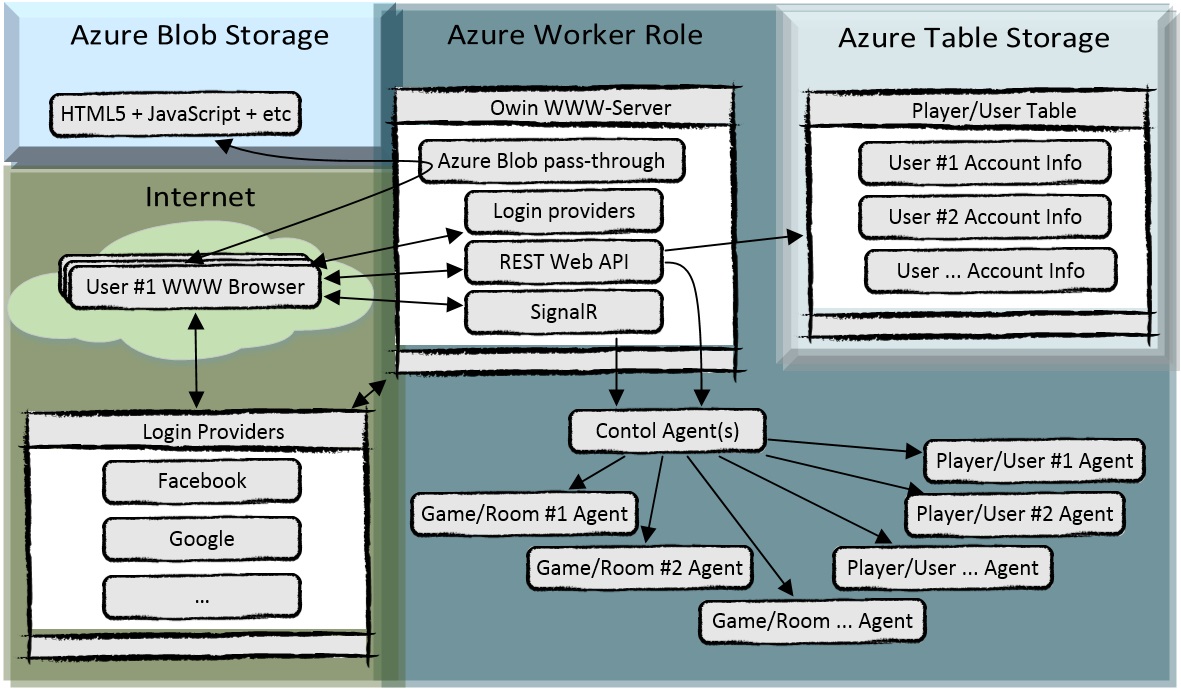 Azure Blob Storage
HTML5 + JavaScript + etc
Internet
User #1 WWW Browser
Login Providers
Facebook
Google
...
Azure Worker Role
Owin WWW-Server
Azure Blob pass-through
Login providers
REST Web API
SignalR
Contol Agent(s)
Game/Room #1 Agent
Game/Room #2 Agent
Game/Room ... Agent
Player/User #1 Agent
Player/User #2 Agent
Player/User ... Agent
Azure Table Storage
Player/User Table
User #1 Account Info
User #2 Account Info
User ... Account Info